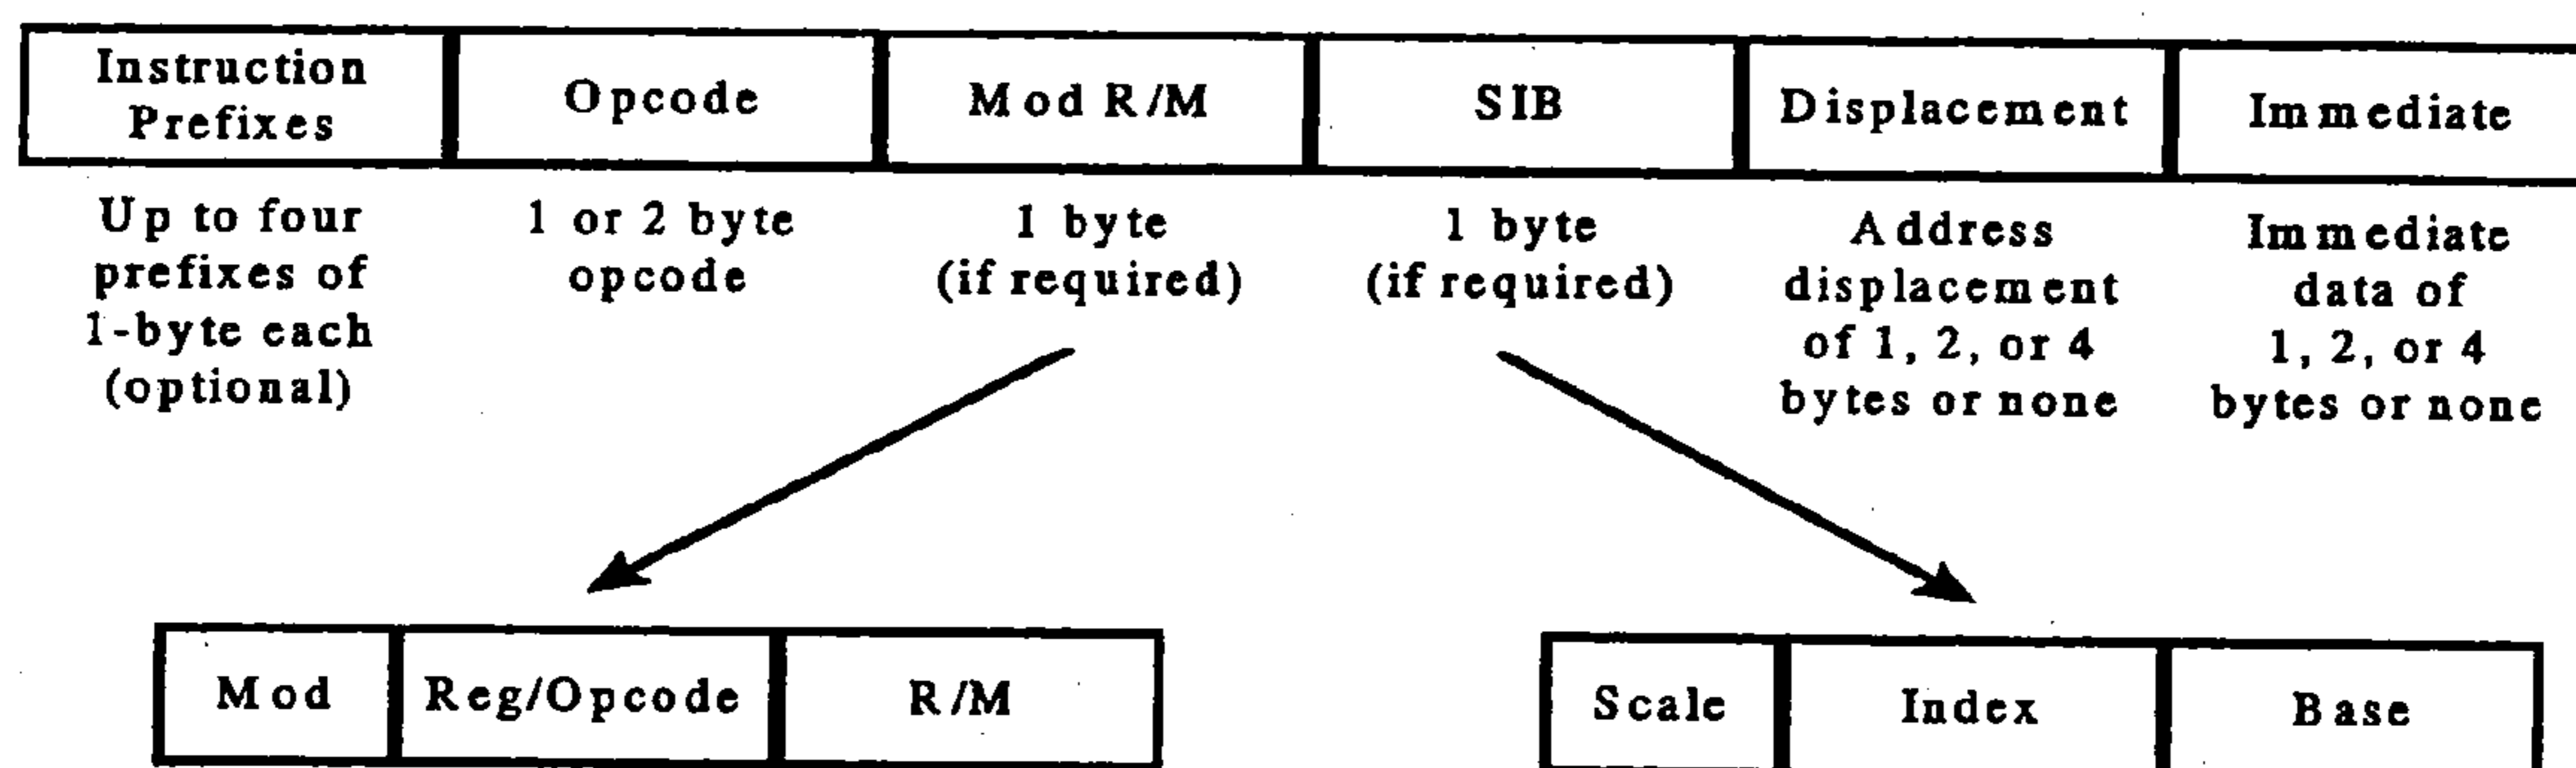 Instruction
Prefixes
Opcode
Mod R/M
SIB
Displacement
Immediate
Up to four
prefixes of
1-byte each
(optional)
1 or 2 byte
opcode
1 byte
(if required)
1 byte
(if required)
Address
displacement
of 1, 2, or 4
bytes or none
Immediate
data of
1, 2, or 4
bytes or none
Mod
Reg/Opcode
R/M
Scale
Index
Base